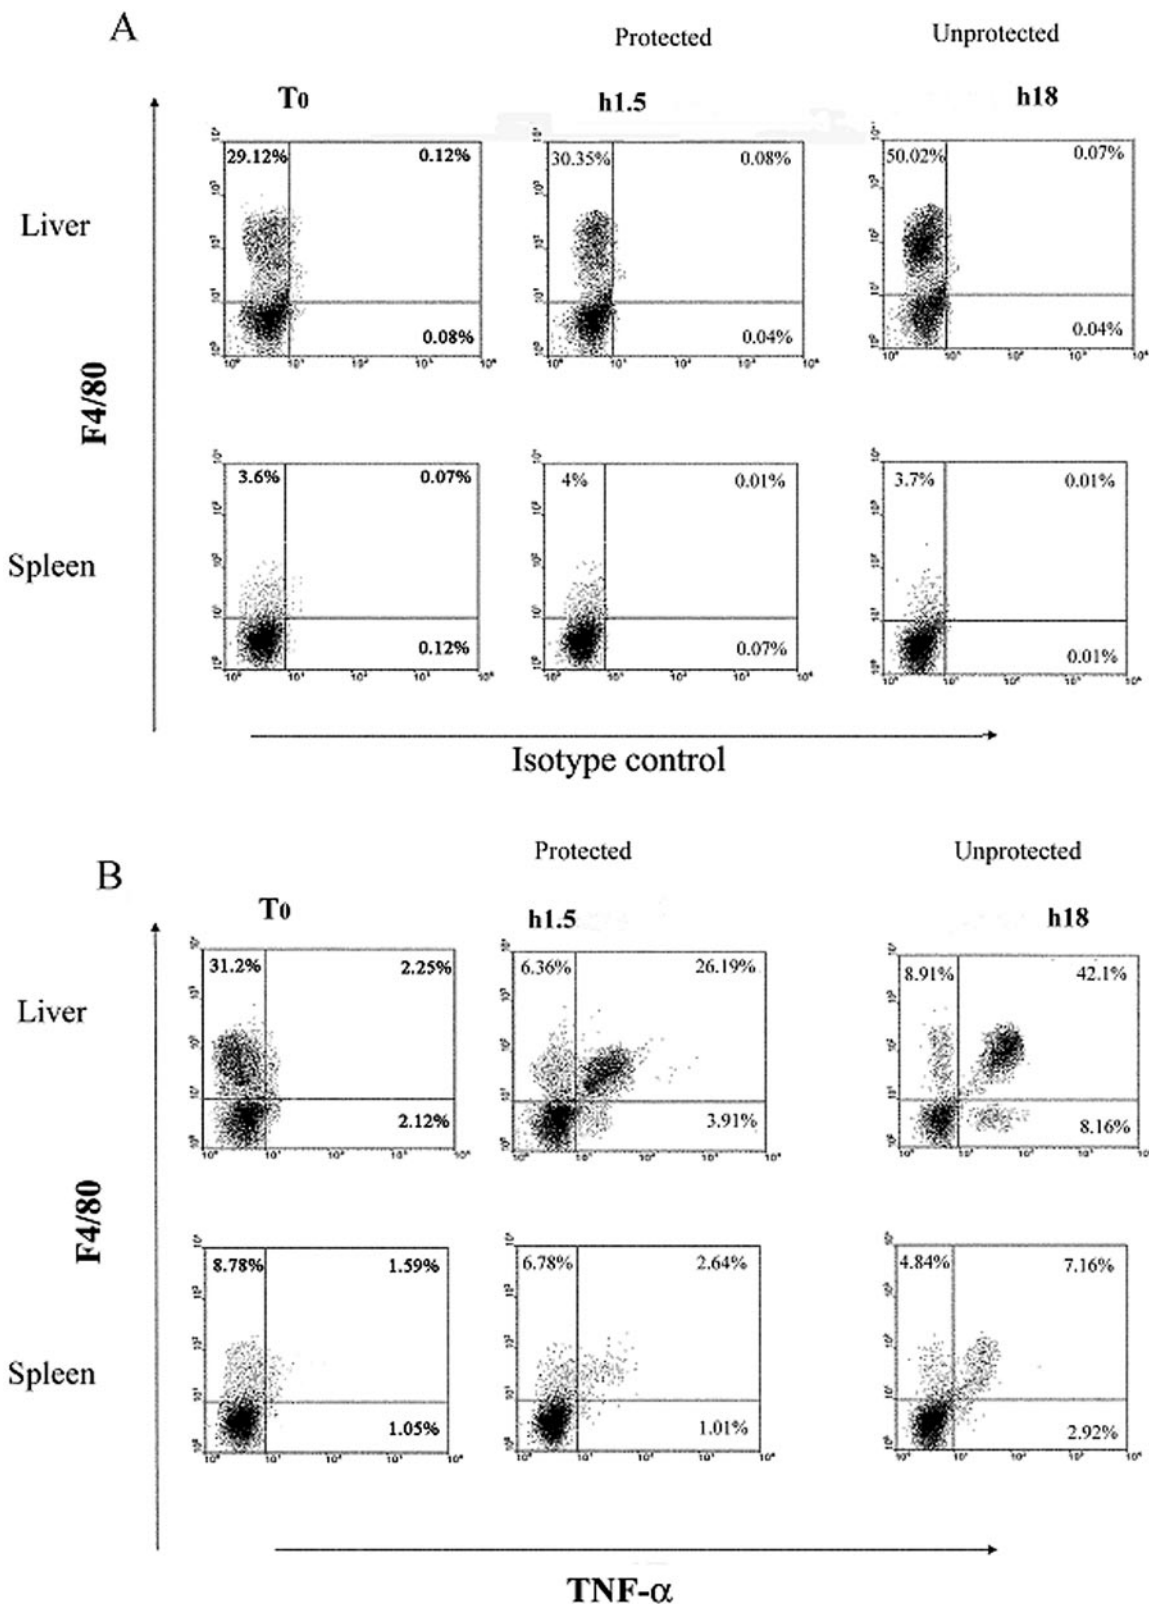 A
Protected Unprotected
T0 h1.5 h18
Liver
29.12% 0.12%
0.08%
30.35% 0.08%
0.04%
50.02% 0.07%
0.04%
F4/80
Spleen
3.6% 0.07%
0.12%
4% 0.01%
0.07%
3.7% 0.01%
0.01%
Isotype control
B
Protected Unprotected
T0 h1.5 h18
Liver
31.2% 2.25%
2.12%
6.36% 26.19%
3.91%
8.91% 42.1%
8.16%
F4/80
Spleen
8.78% 1.59%
1.05%
6.78% 2.64%
1.01%
4.84% 7.16%
2.92%
TNF-α